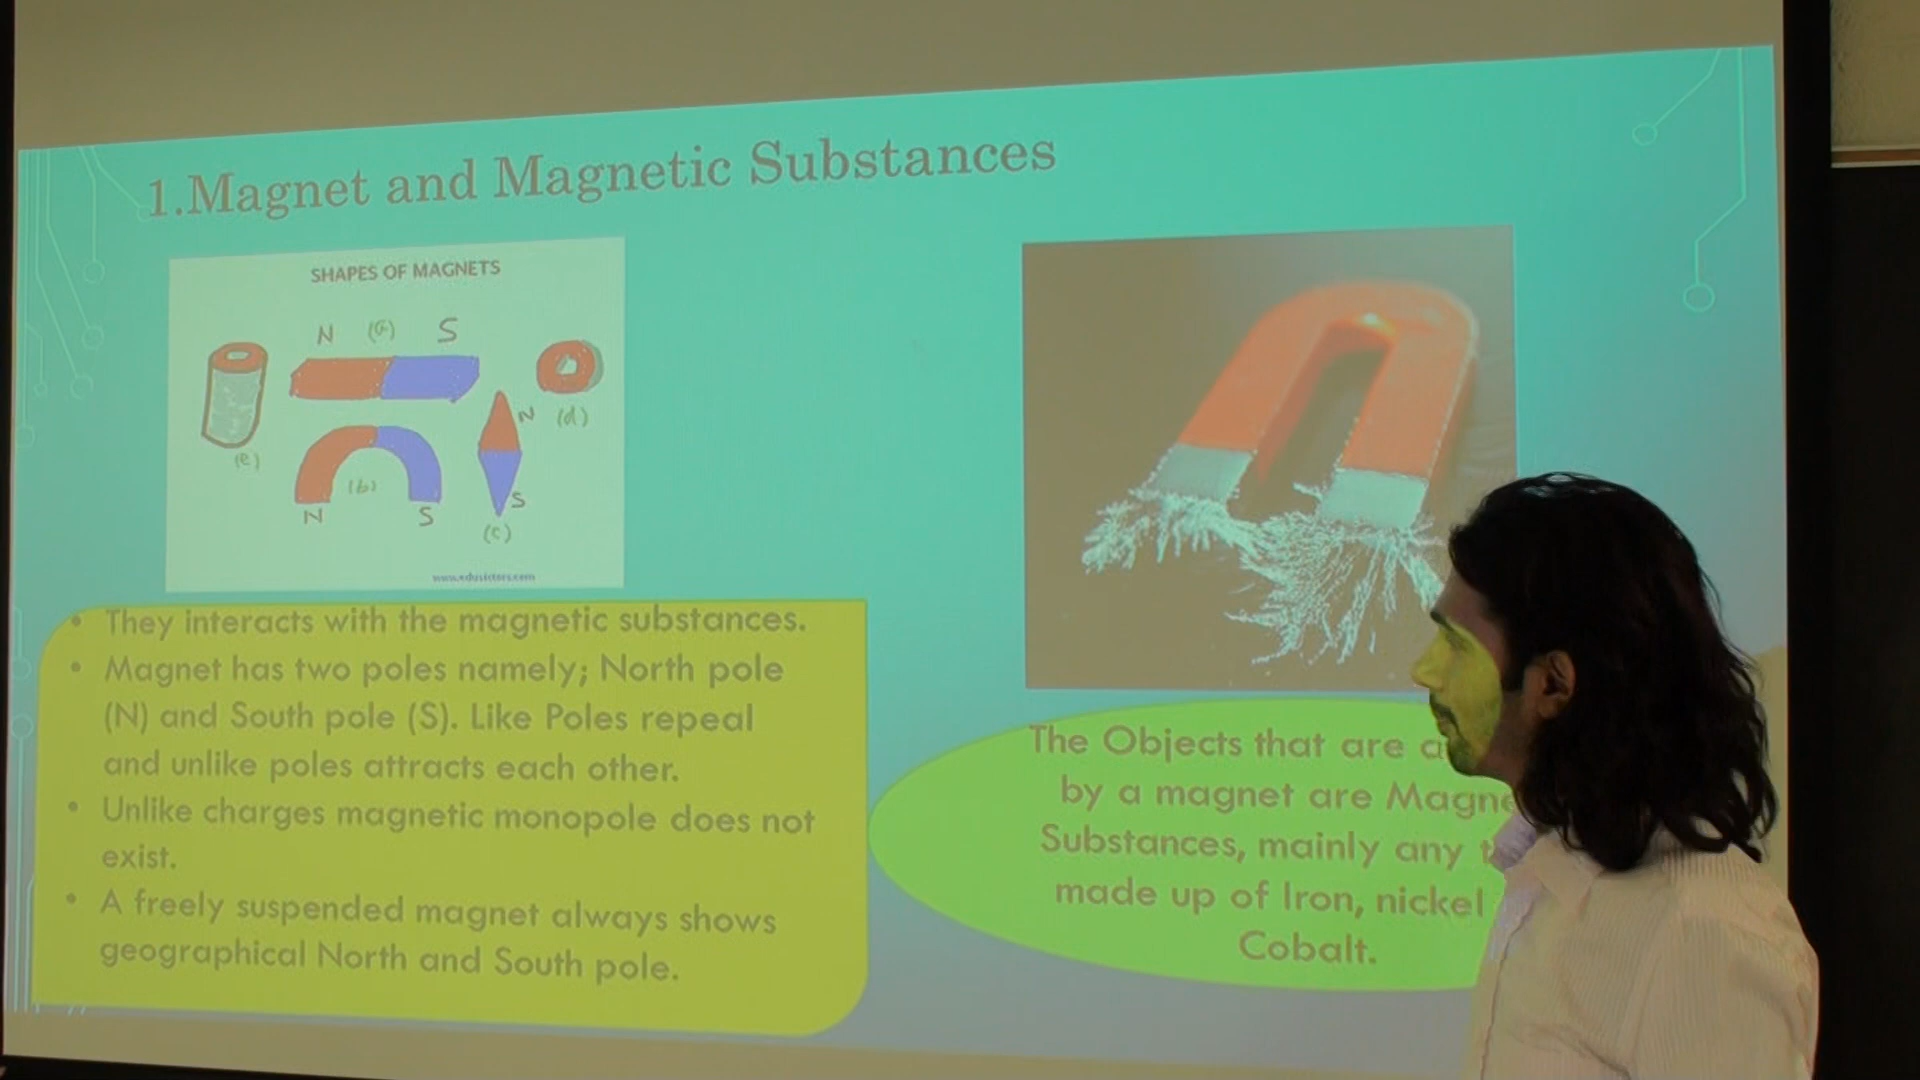 1.Magnet and Magnetic Substances
SHAPES OF MAGNETS
N (a) S
(e)
N
(d)
(b)
N S
S
(c)
www.edusictors.com
• They interacts with the magnetic substances.
• Magnet has two poles namely; North pole
(N) and South pole (S). Like Poles repeal
and unlike poles attracts each other.
• Unlike charges magnetic monopole does not
exist.
• A freely suspended magnet always shows
geographical North and South pole.
The Objects that are
by a magnet are
Substances, mainly any
made up of Iron, nickel
Cobalt.